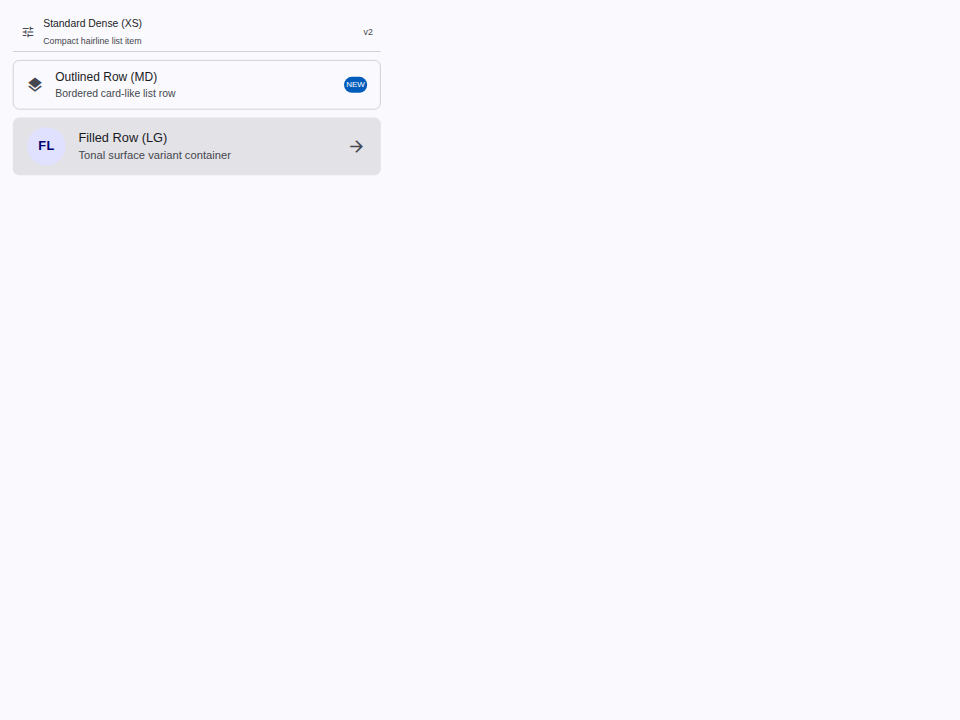 Standard Dense (XS)
Compact hairline list item
v2
Outlined Row (MD)
Bordered card-like list row
NEW
FL
Filled Row (LG)
Tonal surface variant container